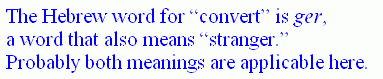 The Hebrew word for “convert” is ger,
a word that also means “stranger.”
Probably both meanings are applicable here.